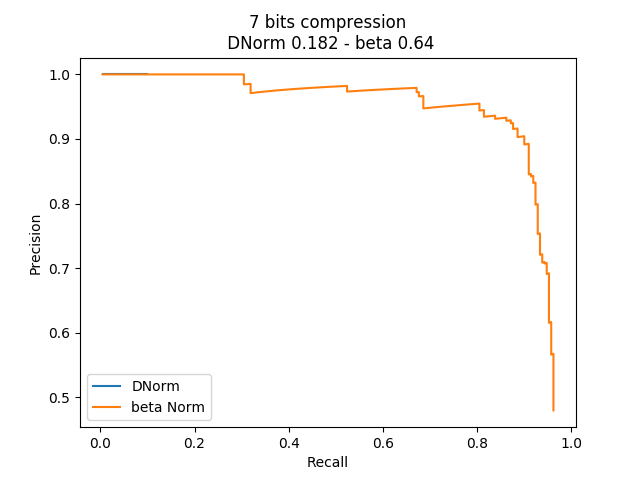 7 bits compression
DNorm 0.182 - beta 0.64
1.0
0.9
0.8
0.7
0.6
0.5
Precision
DNorm
beta Norm
0.0 0.2 0.4 0.6 0.8 1.0
Recall